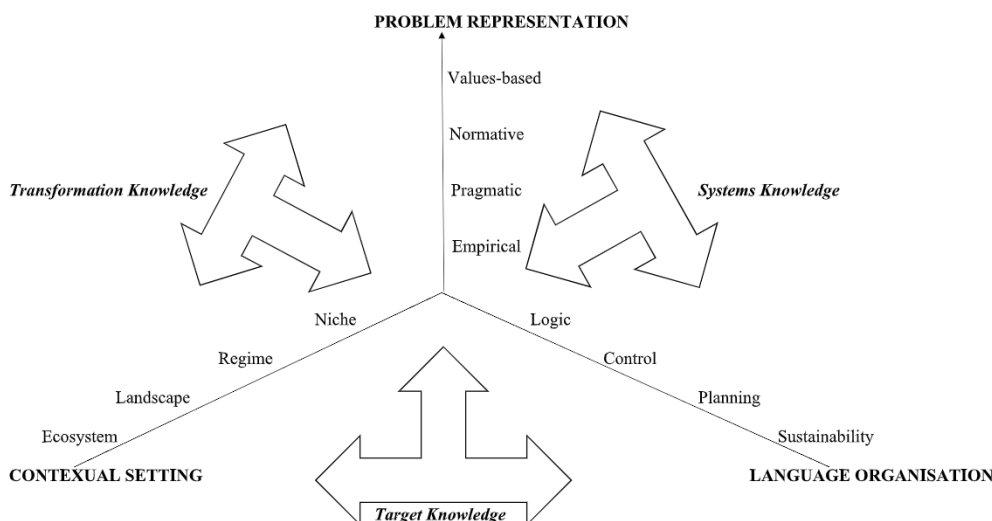 PROBLEM REPRESENTATION
Values-based
Normative
Transformation Knowledge
Pragmatic
Systems Knowledge
Empirical
Niche
Logic
Regime
Control
Landscape
Planning
Ecosystem
Sustainability
CONTEXUAL SETTING
LANGUAGE ORGANISATION
Target Knowledge